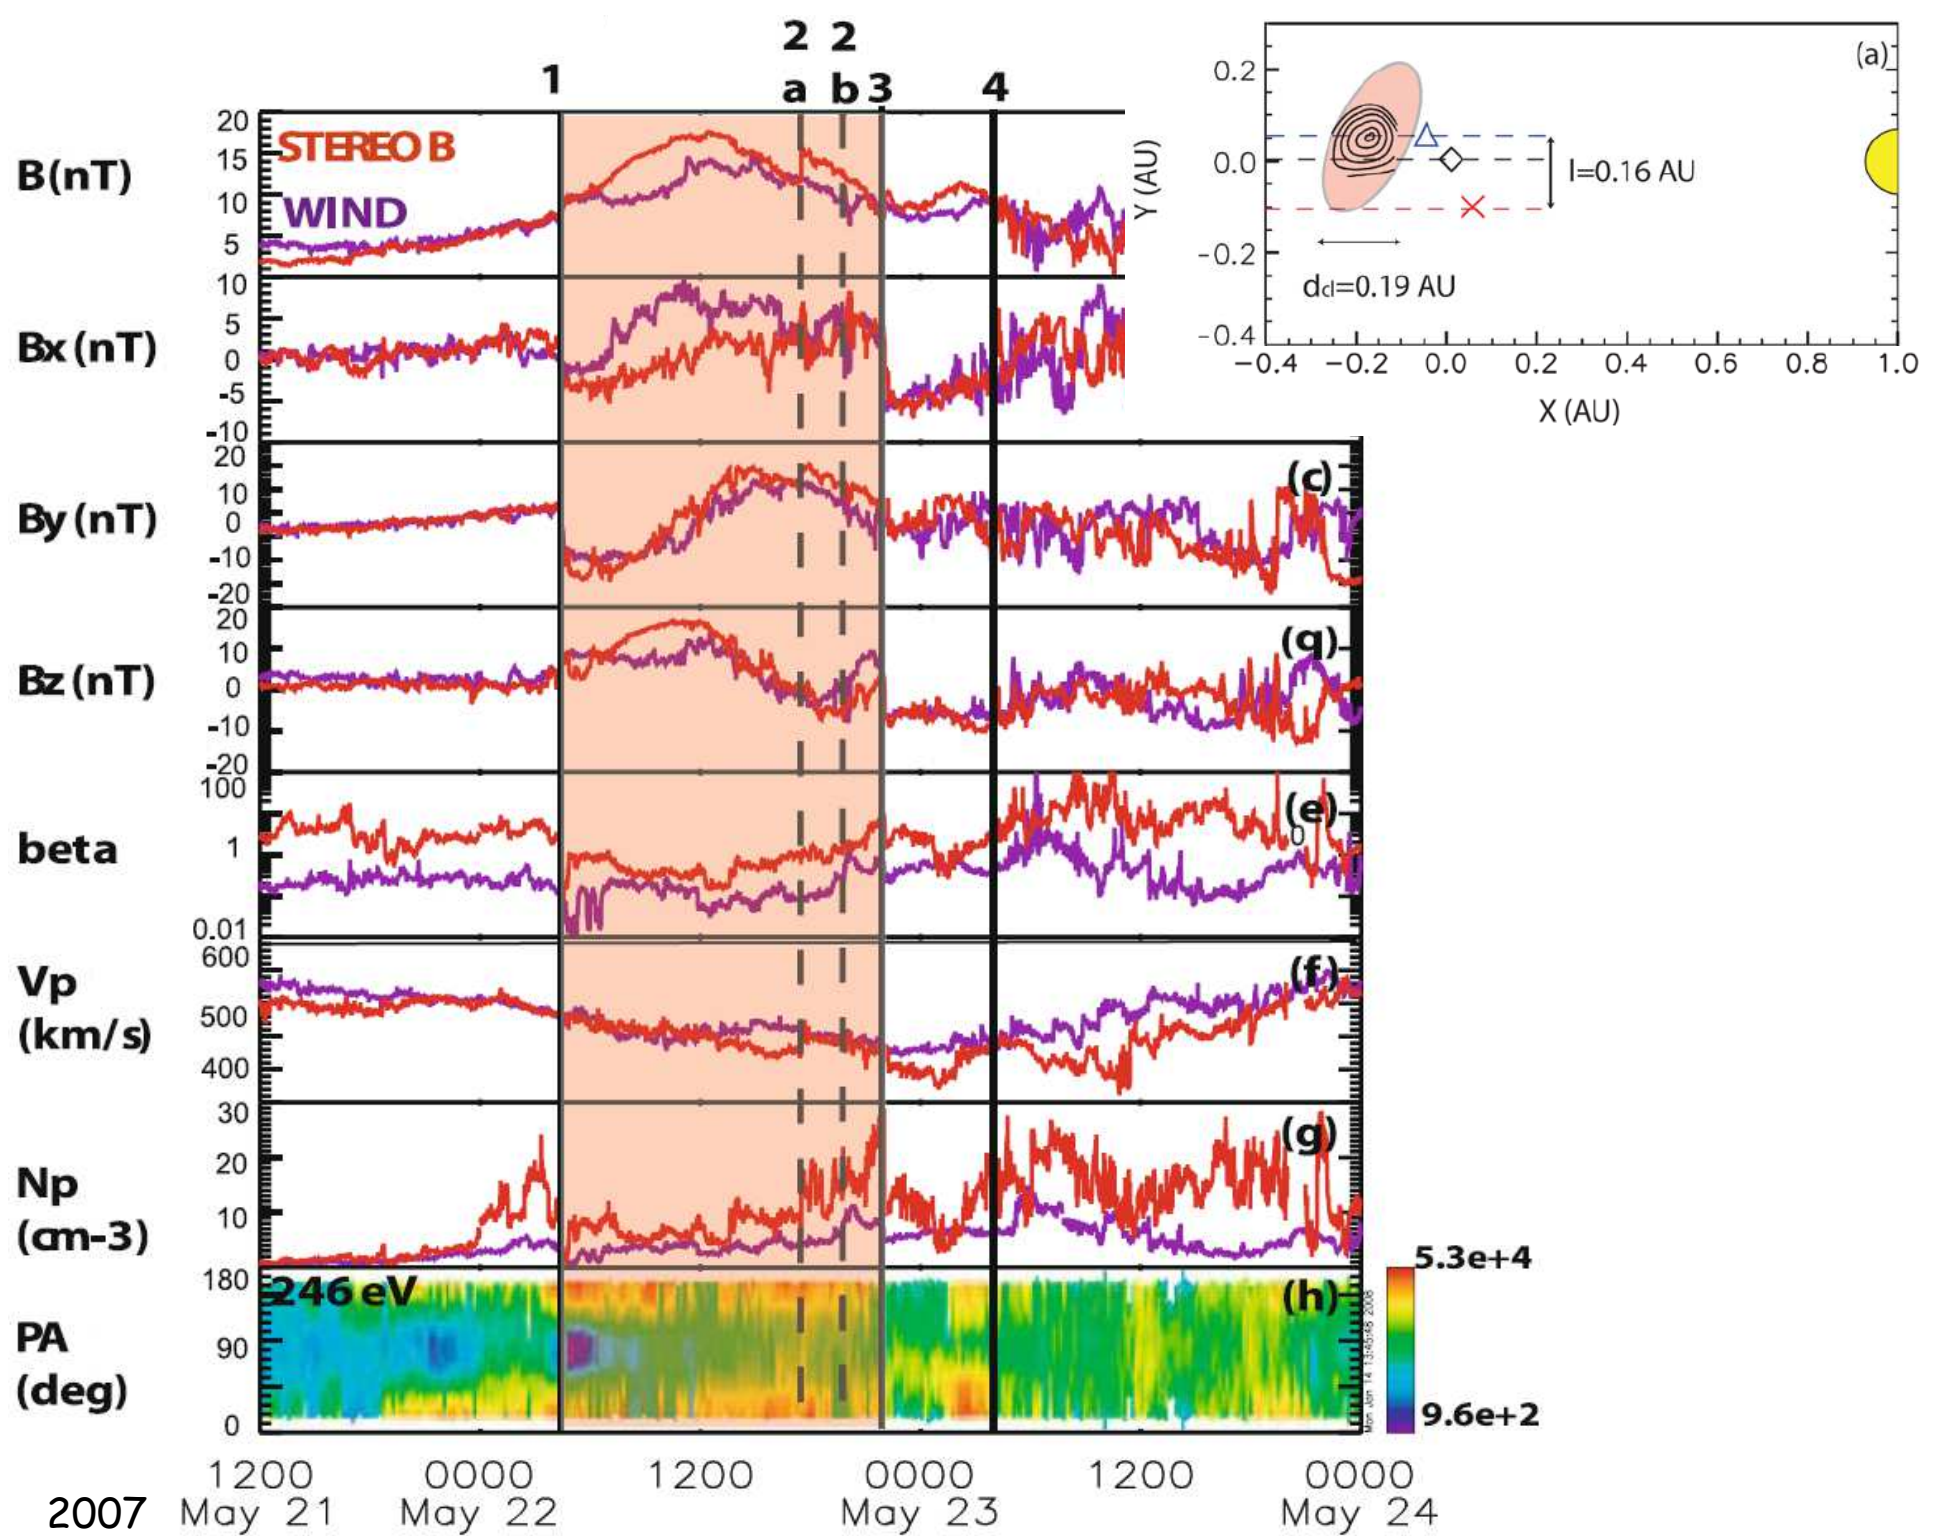 2 2
1 a b 3 4
20
15
10
5
B (nT)
STEREO B
WIND
10
5
0
-5
-10
Bx (nT)
20
10
0
-10
-20
By (nT)
(c)
20
10
0
-10
-20
Bz (nT)
(q)
100
1
0.01
beta
(e)
0
600
500
400
Vp
(km/s)
(f)
30
20
10
Np
(cm-3)
(g)
180
90
0
PA
(deg)
246 eV
(h)
5.3e+4
9.6e+2
1200 0000 1200 0000 1200 0000
2007 May 21 May 22 May 23 May 24
(a)
0.2
0.0
-0.2
-0.4
Y (AU)
l=0.16 AU
dcl=0.19 AU
-0.4 -0.2 0.0 0.2 0.4 0.6 0.8 1.0
X (AU)